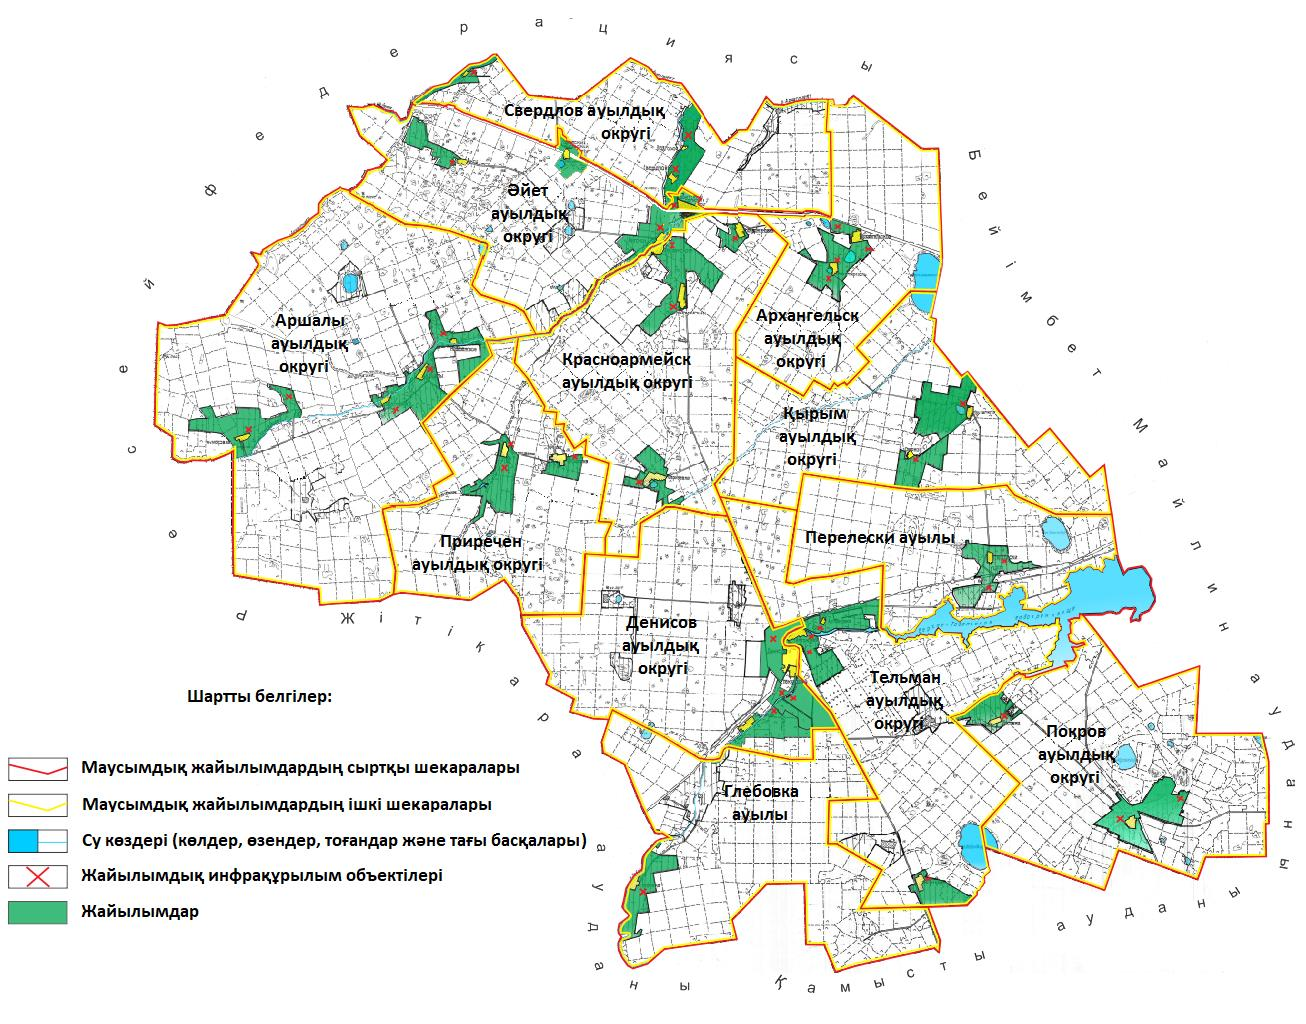 Ресей федерациясы
Бейімбет Майлин ауданы
Свердлов ауылдық
округі
Әйет
ауылдық
округі
Аршалы
ауылдық
округі
Архангельск
ауылдық
округі
Красноармейск
ауылдық округі
Қырым
ауылдық
округі
Приречен
ауылдық округі
Перелески ауылы
Денисов
ауылдық
округі
Тельман
ауылдық
округі
Покров
ауылдық
округі
Глебовка
ауылы
Жітіқара ауданы
Қамысты ауданы
Шартты белгілер:
Маусымдық жайылымдардың сыртқы шекаралары
Маусымдық жайылымдардың ішкі шекаралары
Су көздері (көлдер, өзендер, тоғандар және тағы басқалары)
Жайылымдық инфрақұрылым объектілері
Жайылымдар